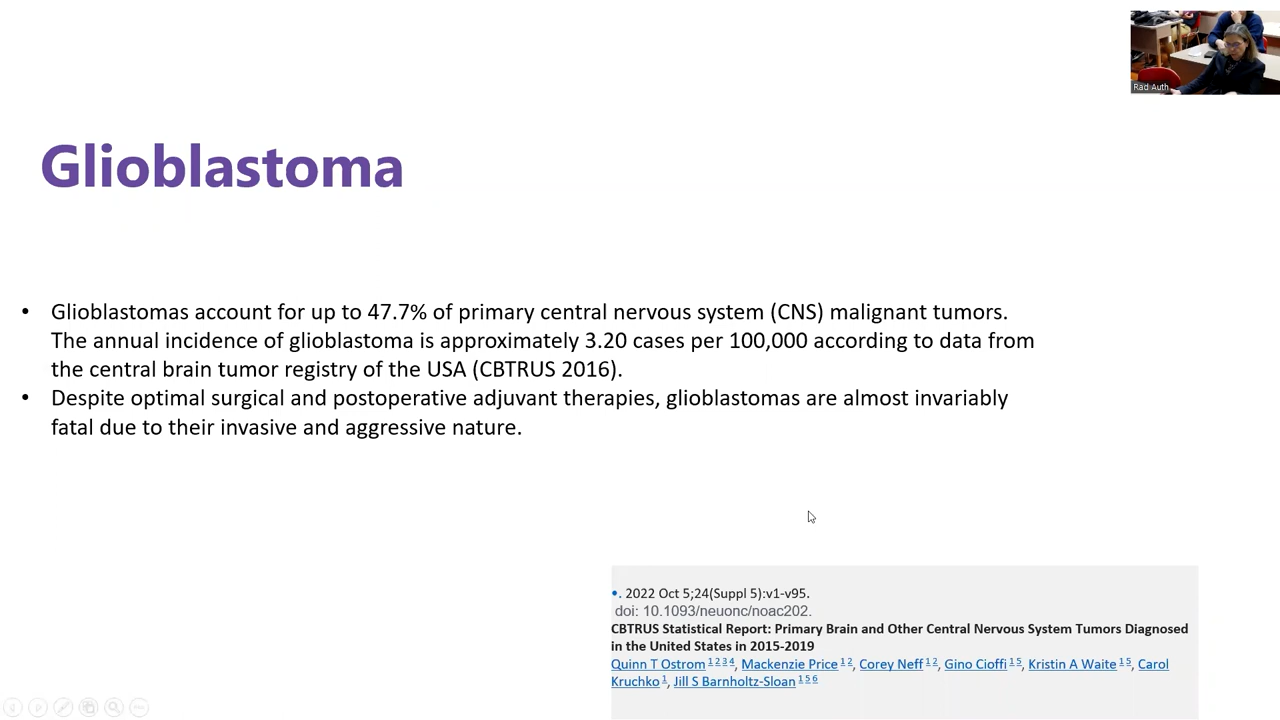 Rad Auth
Glioblastoma
• Glioblastomas account for up to 47.7% of primary central nervous system (CNS) malignant tumors.
The annual incidence of glioblastoma is approximately 3.20 cases per 100,000 according to data from
the central brain tumor registry of the USA (CBTRUS 2016).
• Despite optimal surgical and postoperative adjuvant therapies, glioblastomas are almost invariably
fatal due to their invasive and aggressive nature.
•. 2022 Oct 5;24(Suppl 5):v1-v95.
doi: 10.1093/neuonc/noac202.
CBTRUS Statistical Report: Primary Brain and Other Central Nervous System Tumors Diagnosed
in the United States in 2015-2019
Quinn T Ostrom 1 2 3 4, Mackenzie Price 1 2, Corey Neff 1 2, Gino Cioffi 1 5, Kristin A Waite 1 5, Carol
Kruchko 1, Jill S Barnholtz-Sloan 1 5 6